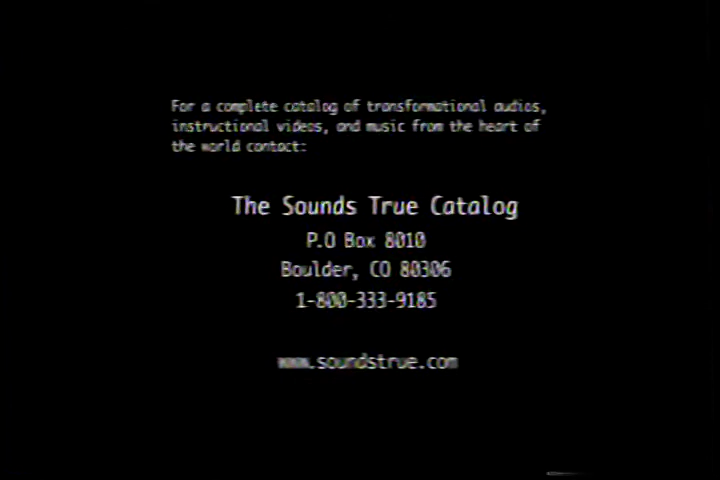 For a complete catalog of transformational audios,
instructional videos, and music from the heart of
the world contact:
The Sounds True Catalog
P.O Box 8010
Boulder, CO 80306
1-800-333-9185
www.soundstrue.com